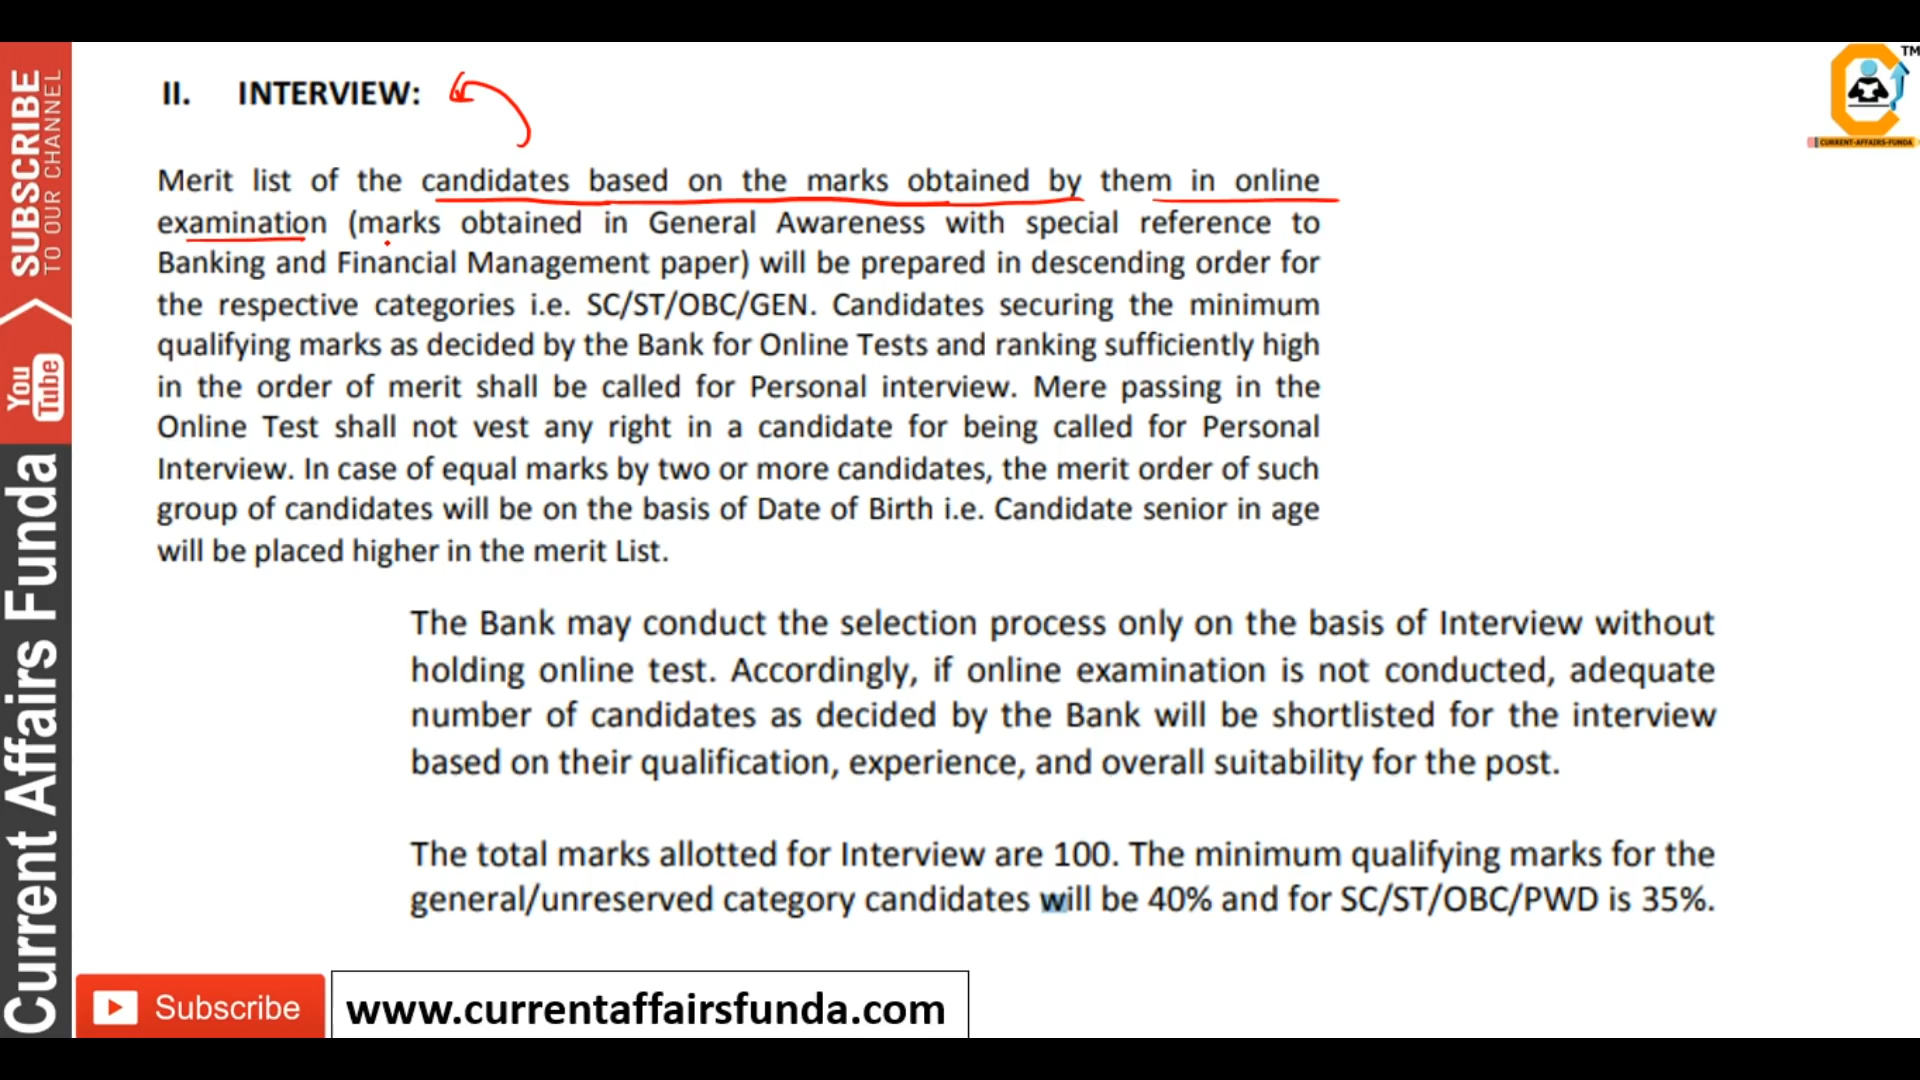 SUBSCRIBE
TO OUR CHANNEL
You
Tube
Current Affairs Funda
TM
CURRENT-AFFAIRS-FUNDA
II. INTERVIEW:
Merit list of the candidates based on the marks obtained by them in online
examination (marks obtained in General Awareness with special reference to
Banking and Financial Management paper) will be prepared in descending order for
the respective categories i.e. SC/ST/OBC/GEN. Candidates securing the minimum
qualifying marks as decided by the Bank for Online Tests and ranking sufficiently high
in the order of merit shall be called for Personal interview. Mere passing in the
Online Test shall not vest any right in a candidate for being called for Personal
Interview. In case of equal marks by two or more candidates, the merit order of such
group of candidates will be on the basis of Date of Birth i.e. Candidate senior in age
will be placed higher in the merit List.
The Bank may conduct the selection process only on the basis of Interview without
holding online test. Accordingly, if online examination is not conducted, adequate
number of candidates as decided by the Bank will be shortlisted for the interview
based on their qualification, experience, and overall suitability for the post.
The total marks allotted for Interview are 100. The minimum qualifying marks for the
general/unreserved category candidates will be 40% and for SC/ST/OBC/PWD is 35%.
Subscribe
www.currentaffairsfunda.com